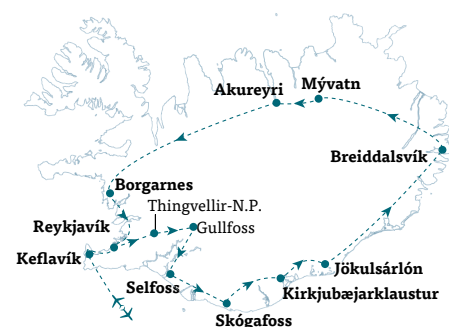 Mývatn
Akureyri
Breiddalsvík
Borgarnes
Thingvellir-N.P.
Reykjavík
Gullfoss
Keflavík
Jökulsárlón
Selfoss
Kirkjubæjarklaustur
Skógafoss